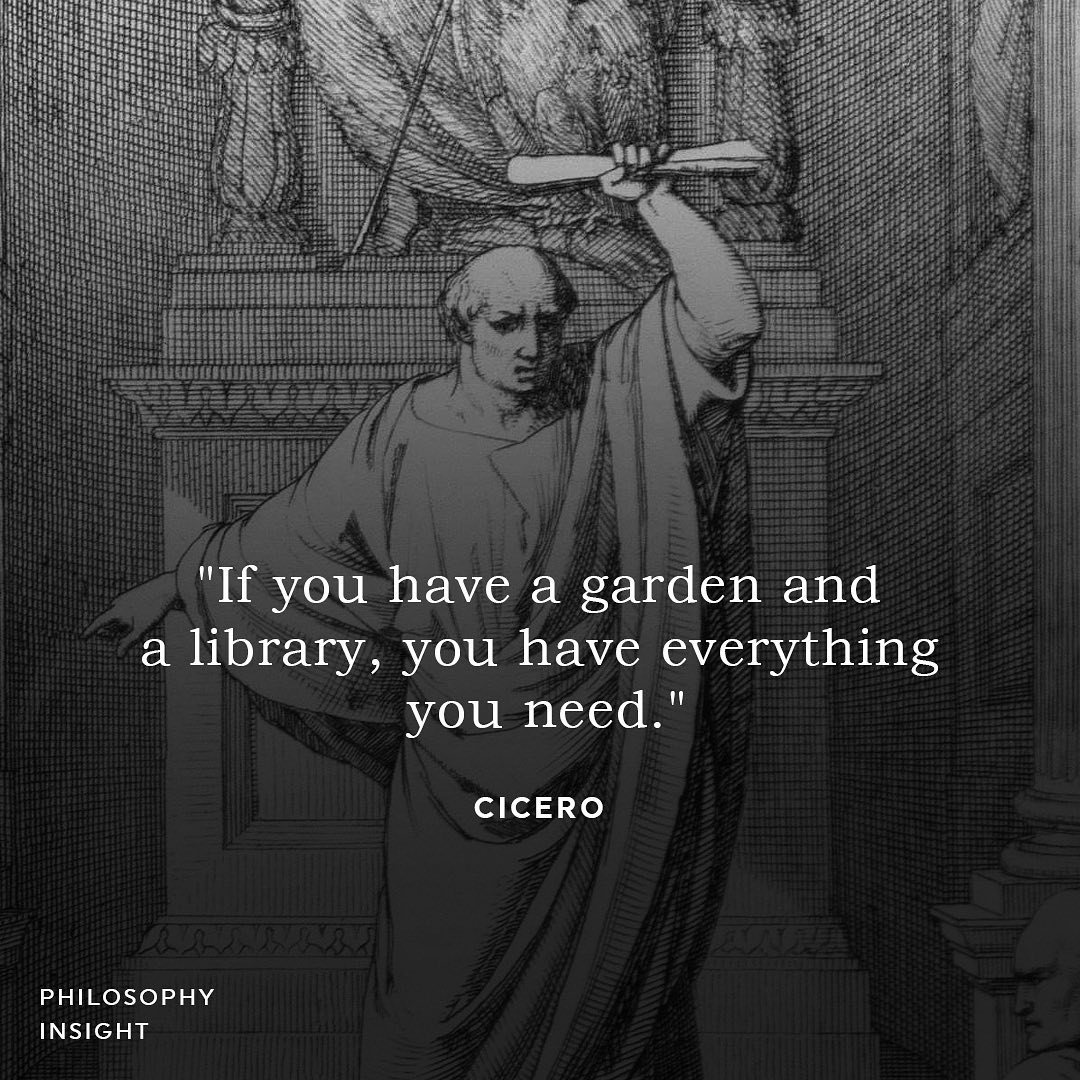 "If you have a garden and
a library, you have everything
you need."
CICERO
PHILOSOPHY
INSIGHT